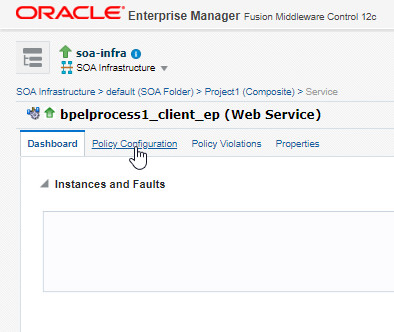 ORACLE Enterprise Manager Fusion Middleware Control 12c
soa-infra
SOA Infrastructure
SOA Infrastructure > default (SOA Folder) > Project1 (Composite) > Service
bpelprocess1_client_ep (Web Service)
Dashboard Policy Configuration Policy Violations Properties
Instances and Faults